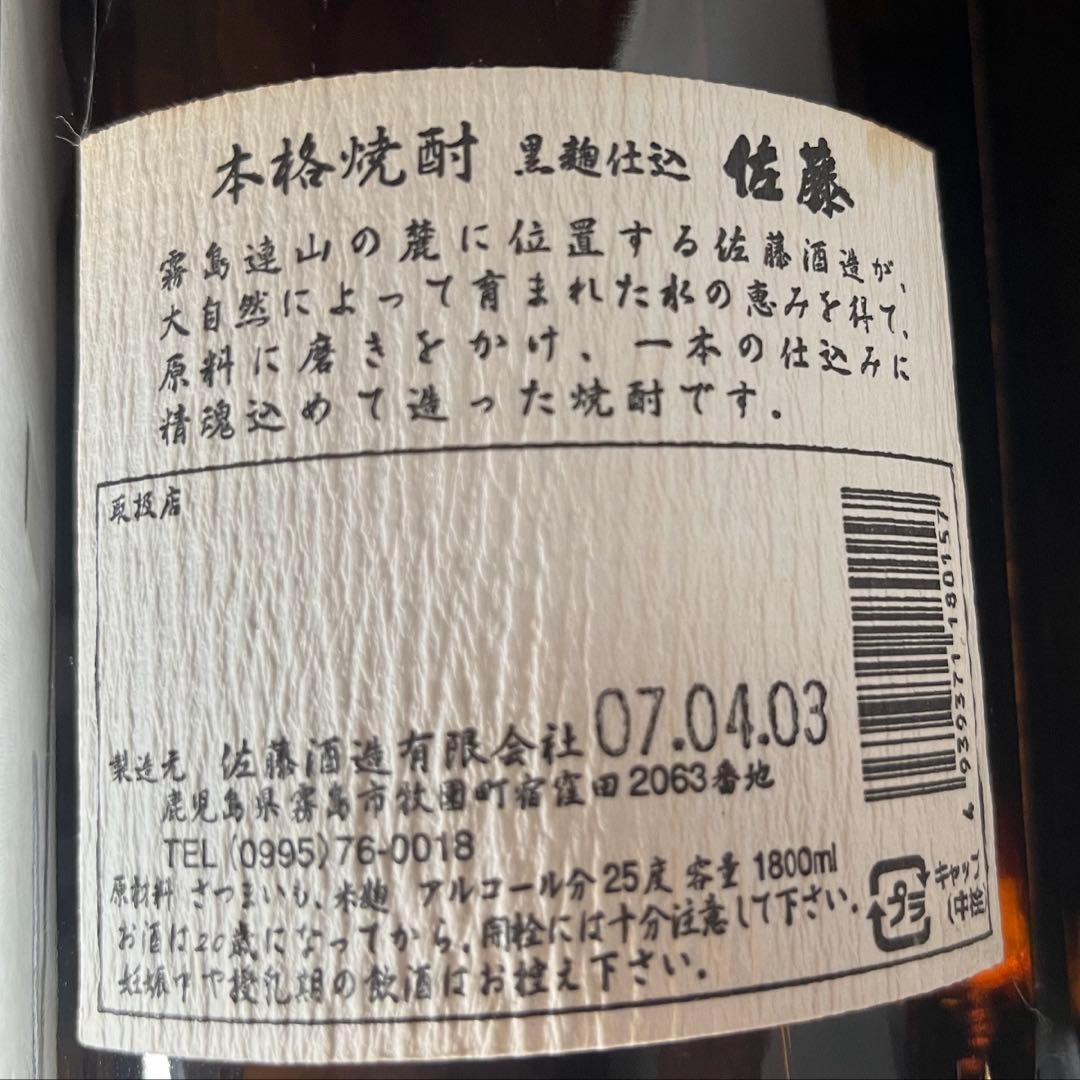 本格焼酎 黒麹仕込 佐藤
霧島連山の麓に位置する佐藤酒造が、
大自然によって育まれた水の恵みを得て、
原料に磨きをかけ、一本の仕込みに
精魂込めて造った焼酎です。
取扱店
4 939371 180157
07.04.03
製造元 佐藤酒造有限会社
鹿児島県霧島市牧園町宿窪田2063番地
TEL(0995)76-0018
原材料 さつまいも、米麹 アルコール分25度 容量 1800ml
お酒は20歳になってから、開栓には十分注意して下さい。
妊娠中や授乳期の飲酒はお控え下さい。
プラ
キャップ
(中栓)